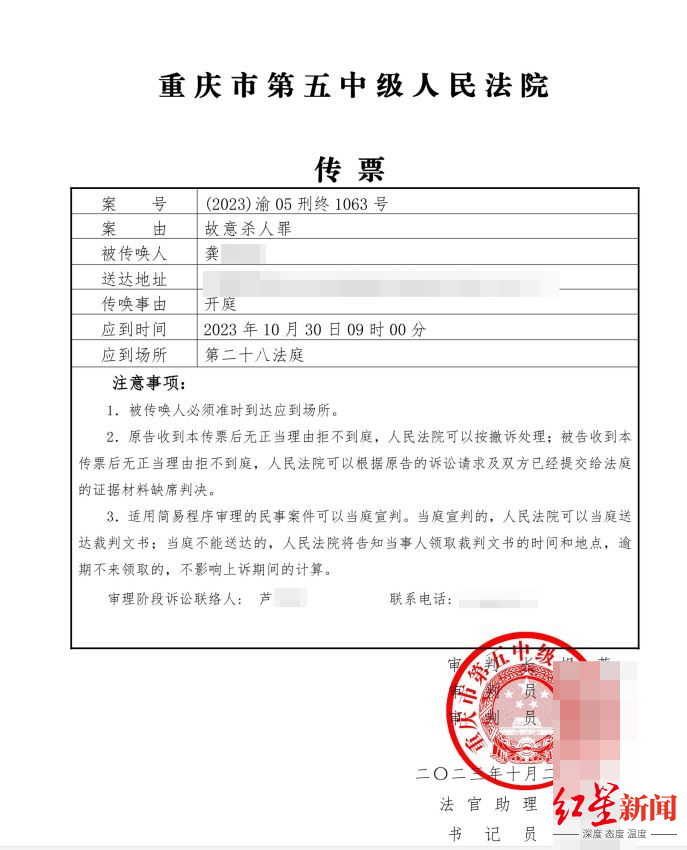 重庆市第五中级人民法院
传票
案号 (2023)渝05刑终1063号
案由 故意杀人罪
被传唤人 龚
送达地址
传唤事由 开庭
应到时间 2023年10月30日09时00分
应到场所 第二十八法庭
注意事项:
1．被传唤人必须准时到达应到场所。
2．原告收到本传票后无正当理由拒不到庭，人民法院可以按撤诉处理；被告收到本
传票后无正当理由拒不到庭，人民法院可以根据原告的诉讼请求及双方已经提交给法庭
的证据材料缺席判决。
3．适用简易程序审理的民事案件可以当庭宣判。当庭宣判的，人民法院可以当庭送
达裁判文书；当庭不能送达的，人民法院将告知当事人领取裁判文书的时间和地点，逾
期不来领取的，不影响上诉期间的计算。
审理阶段诉讼联络人: 芦 联系电话:
审判长
审判员
审判员
重庆市第五中级
二〇二三年十月二
法官助理
书记员
红星新闻
深度 态度 温度